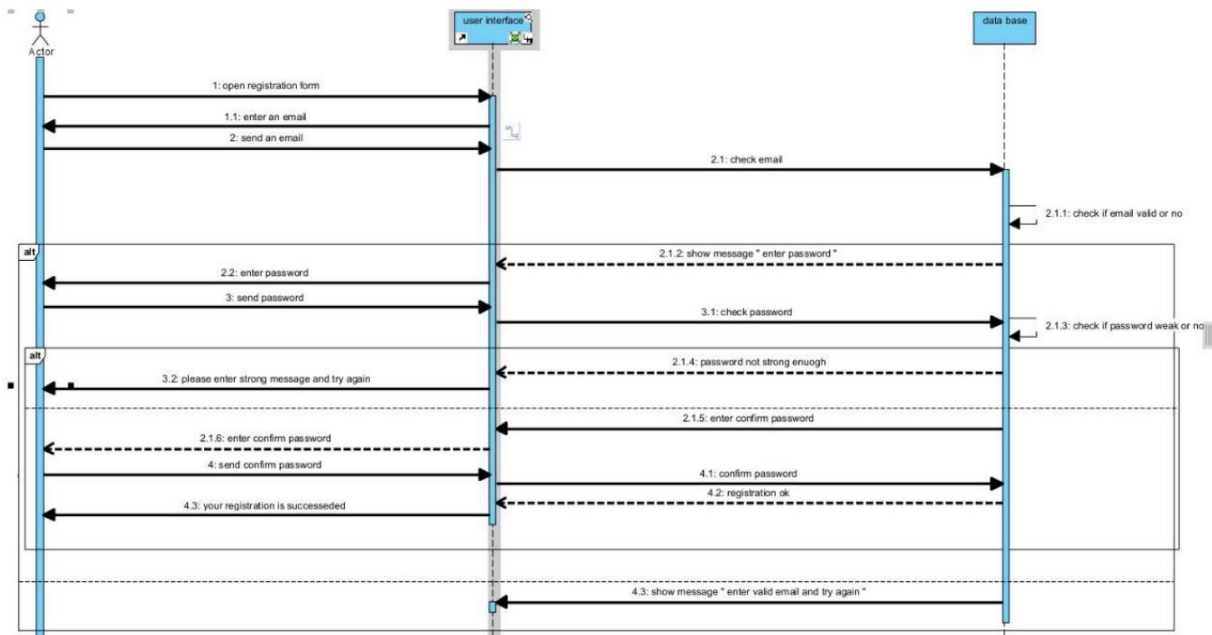 user interface
data base
Actor
1: open registration form
1.1: enter an email
2: send an email
2.1: check email
2.1.1: check if email valid or no
alt
2.1.2: show message " enter password "
2.2: enter password
3: send password
3.1: check password
2.1.3: check if password weak or no
alt
2.1.4: password not strong enuogh
3.2: please enter strong message and try again
2.1.5: enter confirm password
2.1.6: enter confirm password
4: send confirm password
4.1: confirm password
4.2: registration ok
4.3: your registration is successeded
4.3: show message " enter valid email and try again "